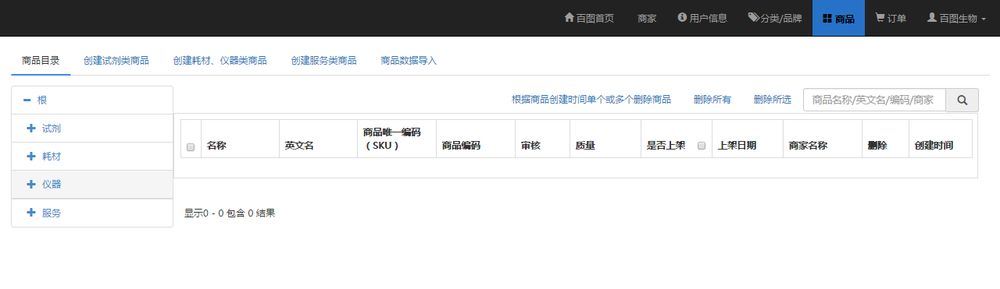 百图首页 商家 用户信息 分类/品牌 商品 订单 百图生物
商品目录 创建试剂类商品 创建耗材、仪器类商品 创建服务类商品 商品数据导入
根
试剂
耗材
仪器
服务
根据商品创建时间单个或多个删除商品 删除所有 删除所选 商品名称/英文名/编码/商家
名称 英文名 商品唯一编码（SKU） 商品编码 审核 质量 是否上架 上架日期 商家名称 删除 创建时间
显示0 - 0 包含 0 结果